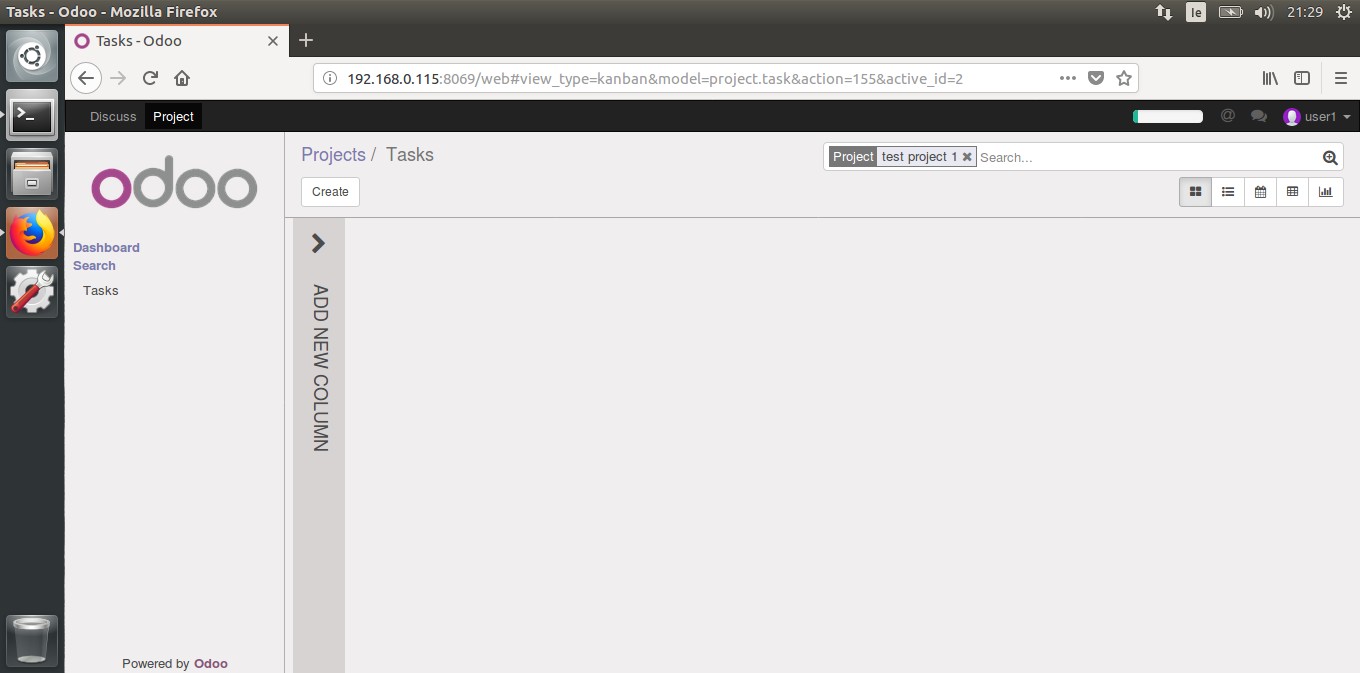 Tasks - Odoo - Mozilla Firefox
Ie
21:29
Tasks - Odoo
192.168.0.115:8069/web#view_type=kanban&model=project.task&action=155&active_id=2
Discuss Project
@
user1
odoo
Projects / Tasks
Project test project 1 Search...
Create
Dashboard
Search
Tasks
ADD NEW COLUMN
Powered by Odoo